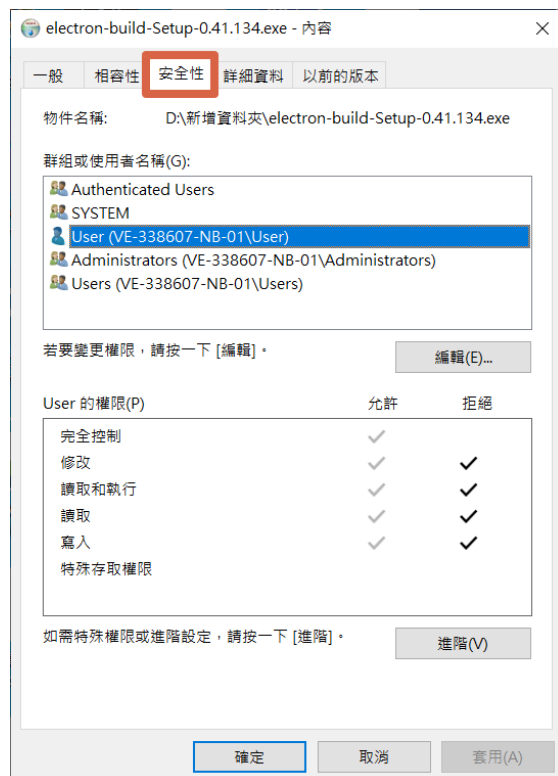 electron-build-Setup-0.41.134.exe - 內容
一般 相容性 安全性 詳細資料 以前的版本
物件名稱: D:\新增資料夾\electron-build-Setup-0.41.134.exe
群組或使用者名稱(G):
Authenticated Users
SYSTEM
User (VE-338607-NB-01\User)
Administrators (VE-338607-NB-01\Administrators)
Users (VE-338607-NB-01\Users)
若要變更權限，請按一下 [編輯]。 編輯(E)...
User 的權限(P) 允許 拒絕
完全控制
修改
讀取和執行
讀取
寫入
特殊存取權限
如需特殊權限或進階設定，請按一下 [進階]。 進階(V)
確定 取消 套用(A)